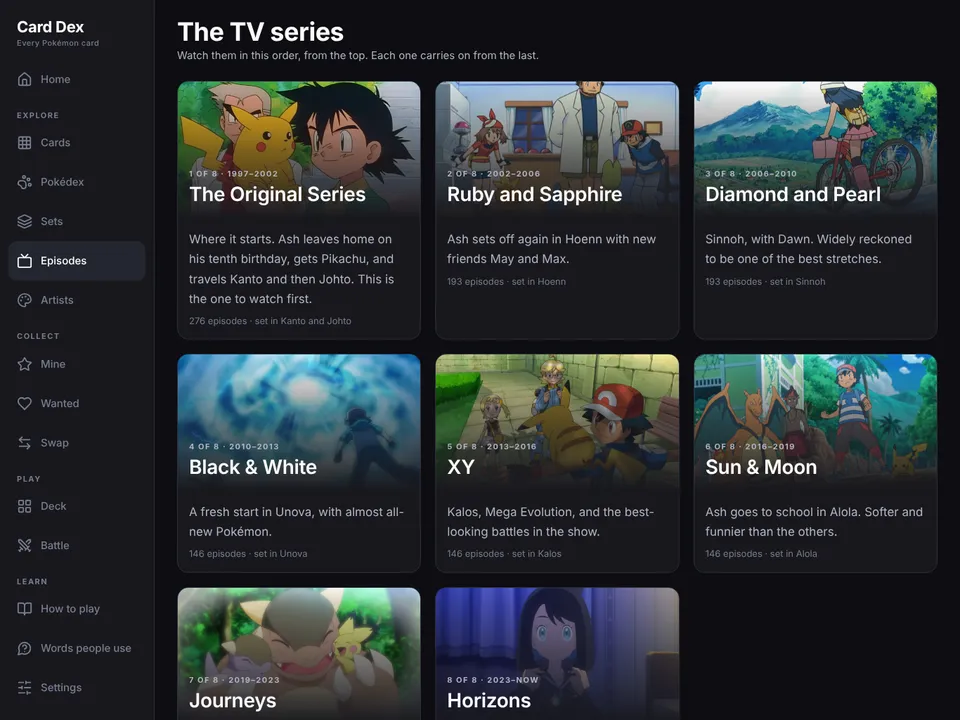 Card Dex
Every Pokémon card
Home
EXPLORE
Cards
Pokédex
Sets
Episodes
Artists
COLLECT
Mine
Wanted
Swap
PLAY
Deck
Battle
LEARN
How to play
Words people use
Settings
The TV series
Watch them in this order, from the top. Each one carries on from the last.
1 OF 8 · 1997–2002
The Original Series
Where it starts. Ash leaves home on
his tenth birthday, gets Pikachu, and
travels Kanto and then Johto. This is
the one to watch first.
276 episodes · set in Kanto and Johto
2 OF 8 · 2002–2006
Ruby and Sapphire
Ash sets off again in Hoenn with new
friends May and Max.
193 episodes · set in Hoenn
3 OF 8 · 2006–2010
Diamond and Pearl
Sinnoh, with Dawn. Widely reckoned
to be one of the best stretches.
193 episodes · set in Sinnoh
4 OF 8 · 2010–2013
Black & White
A fresh start in Unova, with almost all-
new Pokémon.
146 episodes · set in Unova
5 OF 8 · 2013–2016
XY
Kalos, Mega Evolution, and the best-
looking battles in the show.
146 episodes · set in Kalos
6 OF 8 · 2016–2019
Sun & Moon
Ash goes to school in Alola. Softer and
funnier than the others.
146 episodes · set in Alola
7 OF 8 · 2019–2023
Journeys
8 OF 8 · 2023–NOW
Horizons